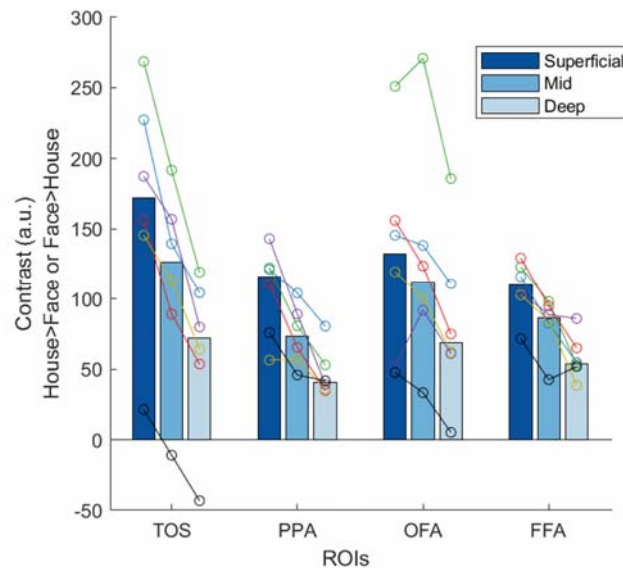 300
250
200
150
100
50
0
-50
Contrast (a.u.)
House>Face or Face>House
Superficial
Mid
Deep
TOS PPA OFA FFA
ROIs